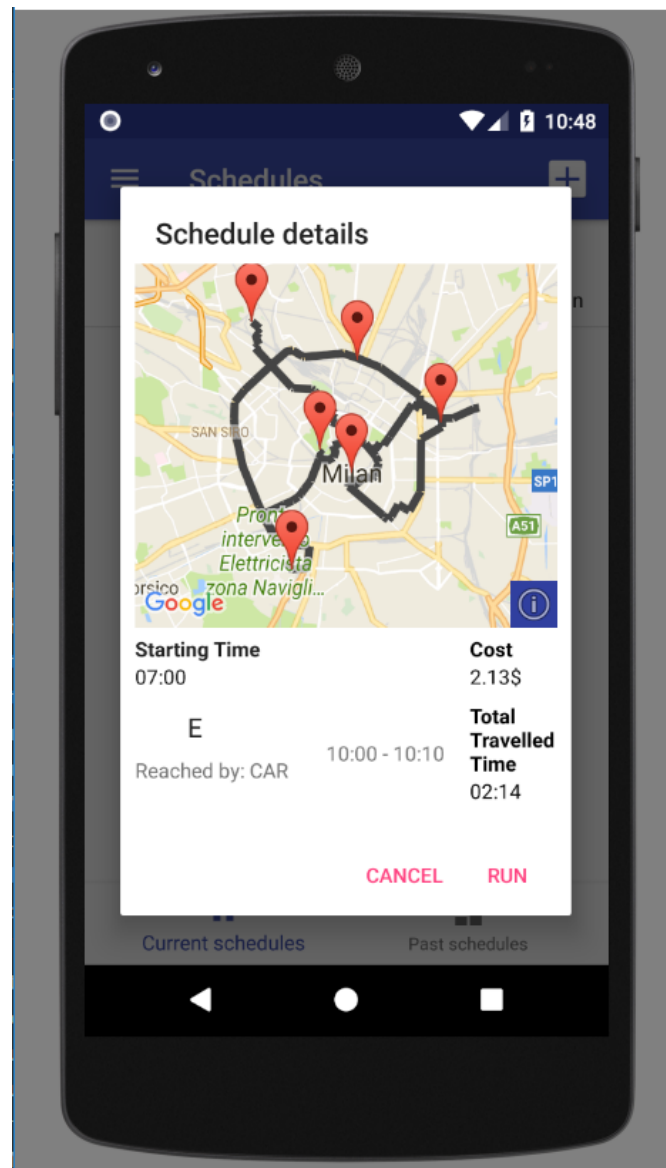 10:48
Schedules
Schedule details
n
SAN SIRO
Milan
SP1
A51
Elettricista
zona Navigli...
Google
Starting Time
07:00
Cost
2.13$
E
Reached by: CAR
10:00 - 10:10
Total
Travelled
Time
02:14
CANCEL
RUN
Current schedules
Past schedules